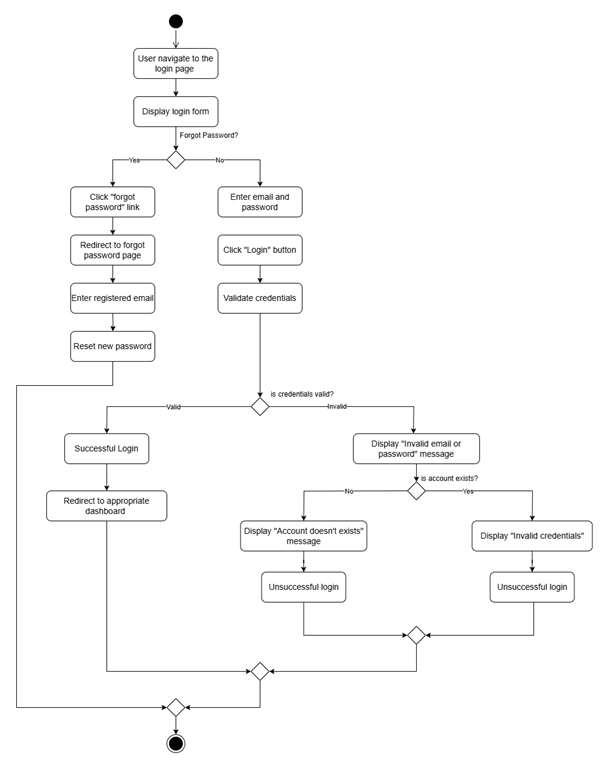 User navigate to the
login page
Display login form
Forgot Password?
Yes
No
Click "forgot
password" link
Enter email and
password
Redirect to forgot
password page
Click "Login" button
Enter registered email
Validate credentials
Reset new password
is credentials valid?
Valid
Invalid
Successful Login
Display "Invalid email or
password" message
is account exists?
Redirect to appropriate
dashboard
No
Yes
Display "Account doesn't exists"
message
Display "Invalid credentials"
Unsuccessful login
Unsuccessful login